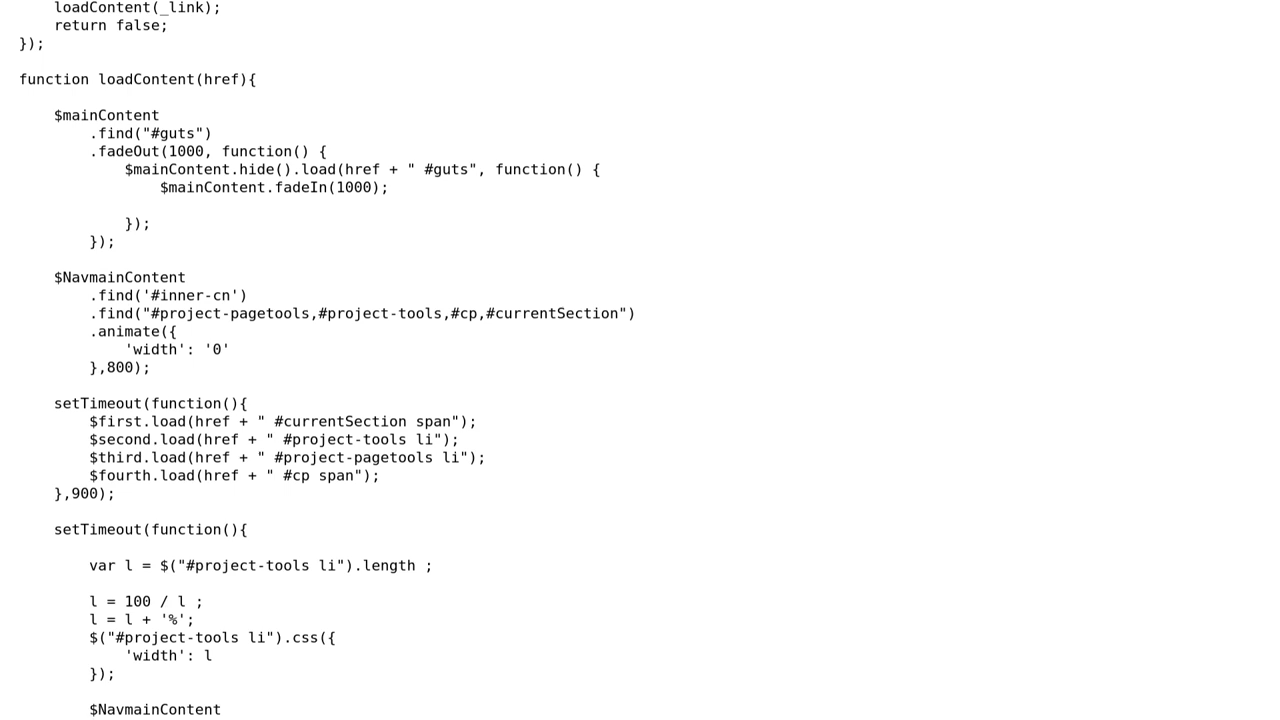 loadContent(_link);
return false;
});
function loadContent(href){
$mainContent
.find("#guts")
.fadeOut(1000, function() {
$mainContent.hide().load(href + " #guts", function() {
$mainContent.fadeIn(1000);
});
});
$NavmainContent
.find('#inner-cn')
.find("#project-pagetools,#project-tools,#cp,#currentSection")
.animate({
'width': '0'
},800);
setTimeout(function(){
$first.load(href + " #currentSection span");
$second.load(href + " #project-tools li");
$third.load(href + " #project-pagetools li");
$fourth.load(href + " #cp span");
},900);
setTimeout(function(){
var l = $("#project-tools li").length ;
l = 100 / l ;
l = l + '%';
$("#project-tools li").css({
'width': l
});
$NavmainContent